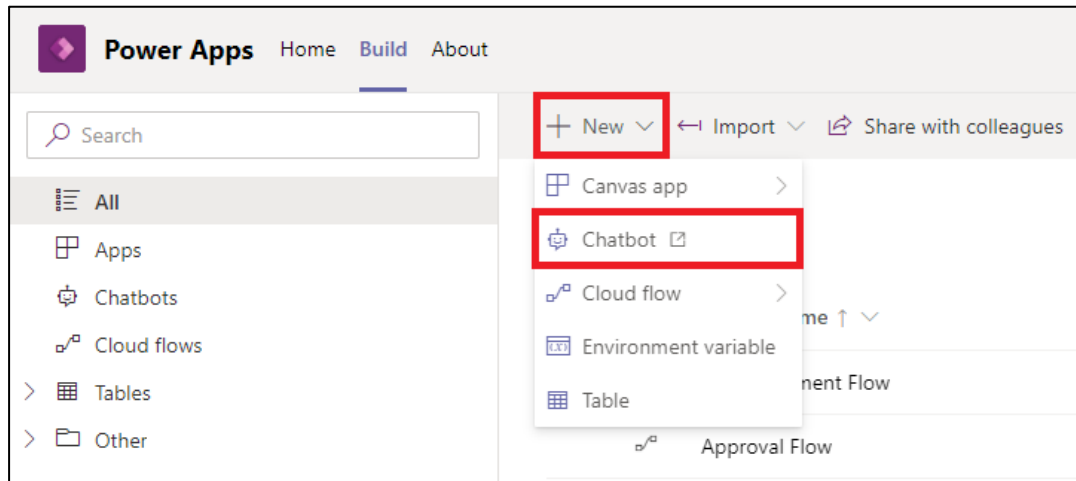 Power Apps Home Build About
Search
All
Apps
Chatbots
Cloud flows
Tables
Other
New Import Share with colleagues
Canvas app
Chatbot
Cloud flow
Environment variable
Table
me ↑
ment Flow
Approval Flow